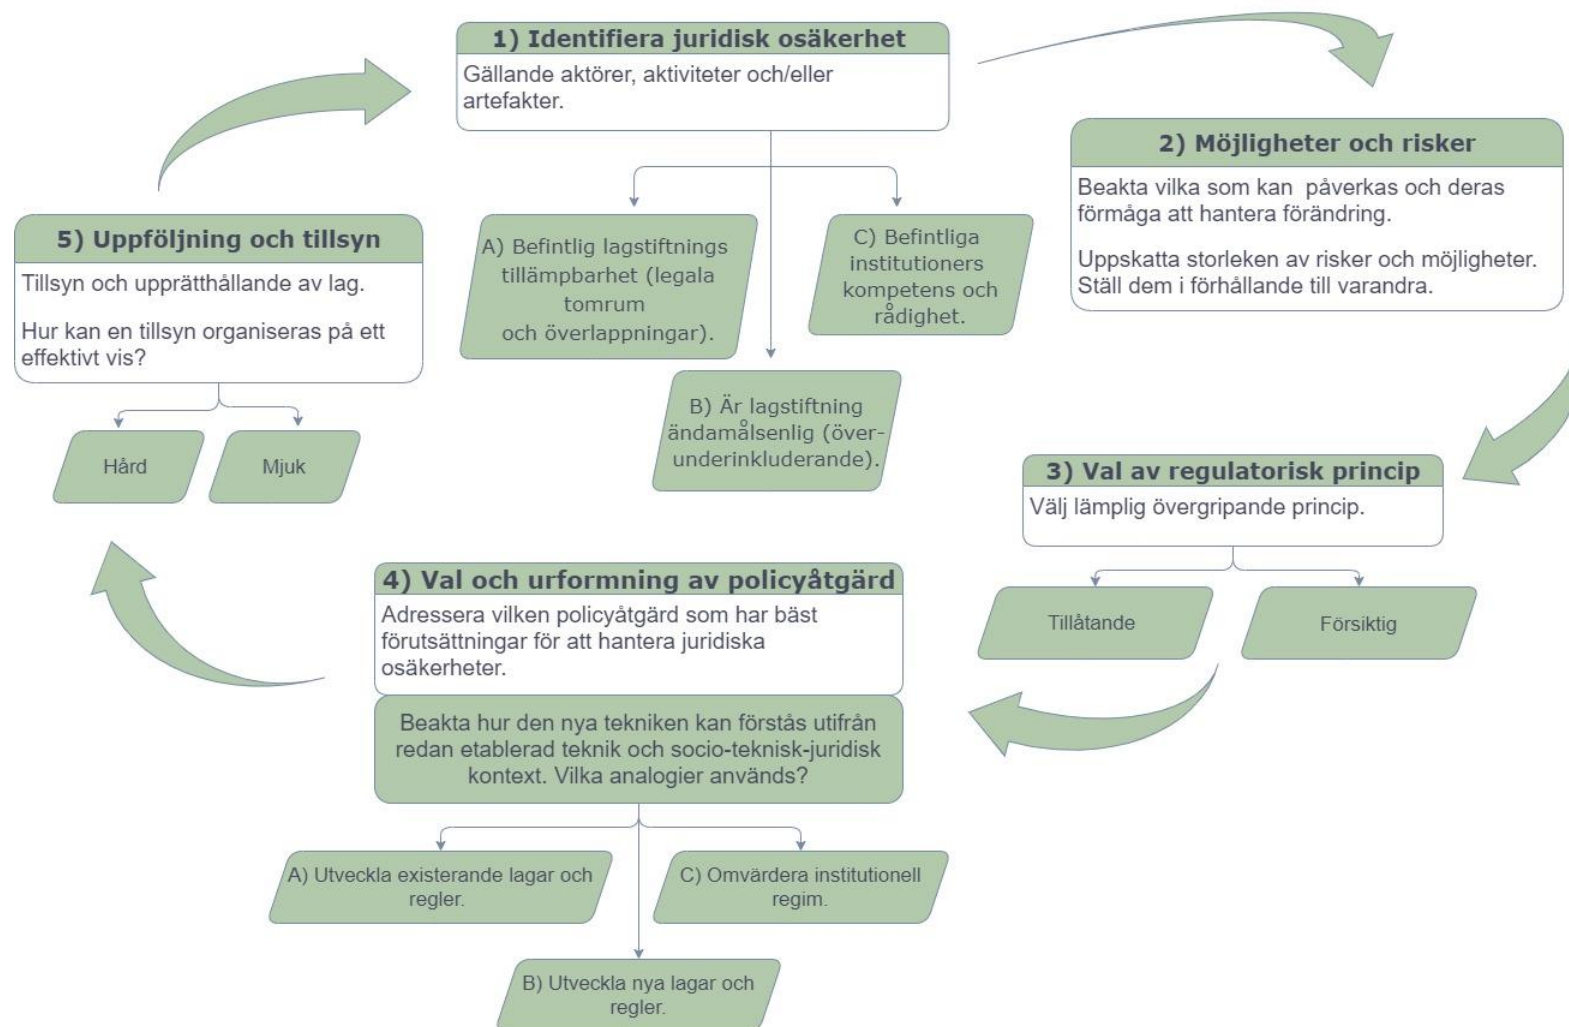 1) Identifiera juridisk osäkerhet
Gällande aktörer, aktiviteter och/eller
artefakter.
A) Befintlig lagstiftnings
tillämpbarhet (legala
tomrum
och överlappningar).
B) Är lagstiftning
ändamålsenlig (över-
underinkluderande).
C) Befintliga
institutioners
kompetens och
rådighet.
2) Möjligheter och risker
Beakta vilka som kan  påverkas och deras
förmåga att hantera förändring.
Uppskatta storleken av risker och möjligheter.
Ställ dem i förhållande till varandra.
3) Val av regulatorisk princip
Välj lämplig övergripande princip.
Tillåtande
Försiktig
4) Val och urformning av policyåtgärd
Adressera vilken policyåtgärd som har bäst
förutsättningar för att hantera juridiska
osäkerheter.
Beakta hur den nya tekniken kan förstås utifrån
redan etablerad teknik och socio-teknisk-juridisk
kontext. Vilka analogier används?
A) Utveckla existerande lagar och
regler.
B) Utveckla nya lagar och
regler.
C) Omvärdera institutionell
regim.
5) Uppföljning och tillsyn
Tillsyn och upprätthållande av lag.
Hur kan en tillsyn organiseras på ett
effektivt vis?
Hård
Mjuk